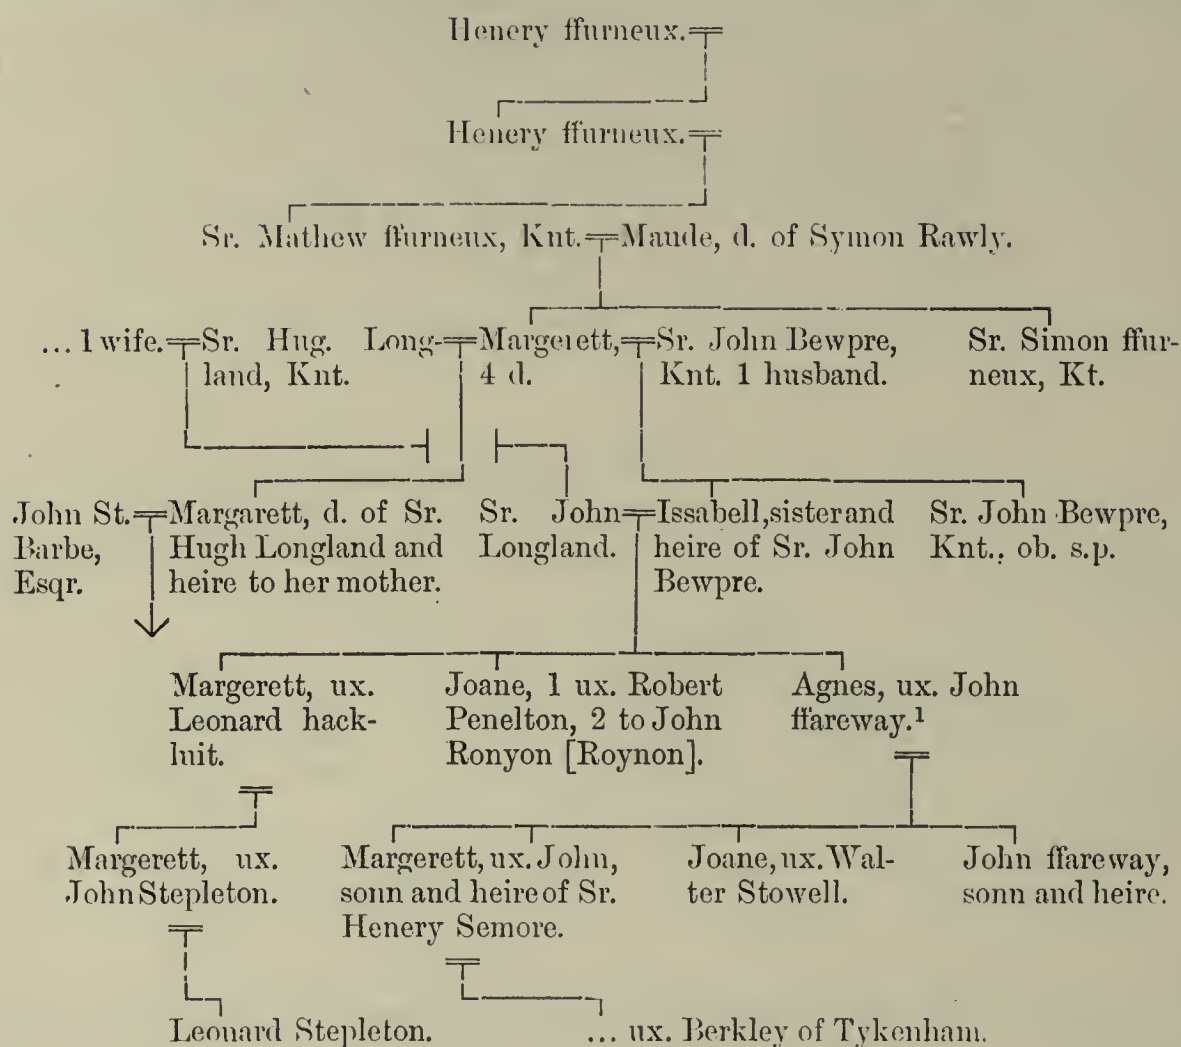 Henery ffurneux.
Henery ffurneux.
Sr. Mathew ffurneux, Knt. Maude, d. of Symon Rawly.
... 1 wife. Sr. Hug. Long-
land, Knt.
Margerett,
4 d.
Sr. John Bewpre,
Knt. 1 husband.
Sr. Simon ffur-
neux, Kt.
John St.
Barbe,
Esqr.
Margarett, d. of Sr.
Hugh Longland and
heire to her mother.
Sr. John
Longland.
Issabell, sister and
heire of Sr. John
Bewpre.
Sr. John Bewpre,
Knt., ob. s.p.
Margerett, ux.
Leonard hack-
luit.
Joane, 1 ux. Robert
Penelton, 2 to John
Ronyon [Roynon].
Agnes, ux. John
ffareway.¹
Margerett, ux.
John Stepleton.
Margerett, ux. John,
sonn and heire of Sr.
Henery Semore.
Joane, ux. Wal-
ter Stowell.
John ffareway,
sonn and heire.
Leonard Stepleton.
... ux. Berkley of Tykenham.